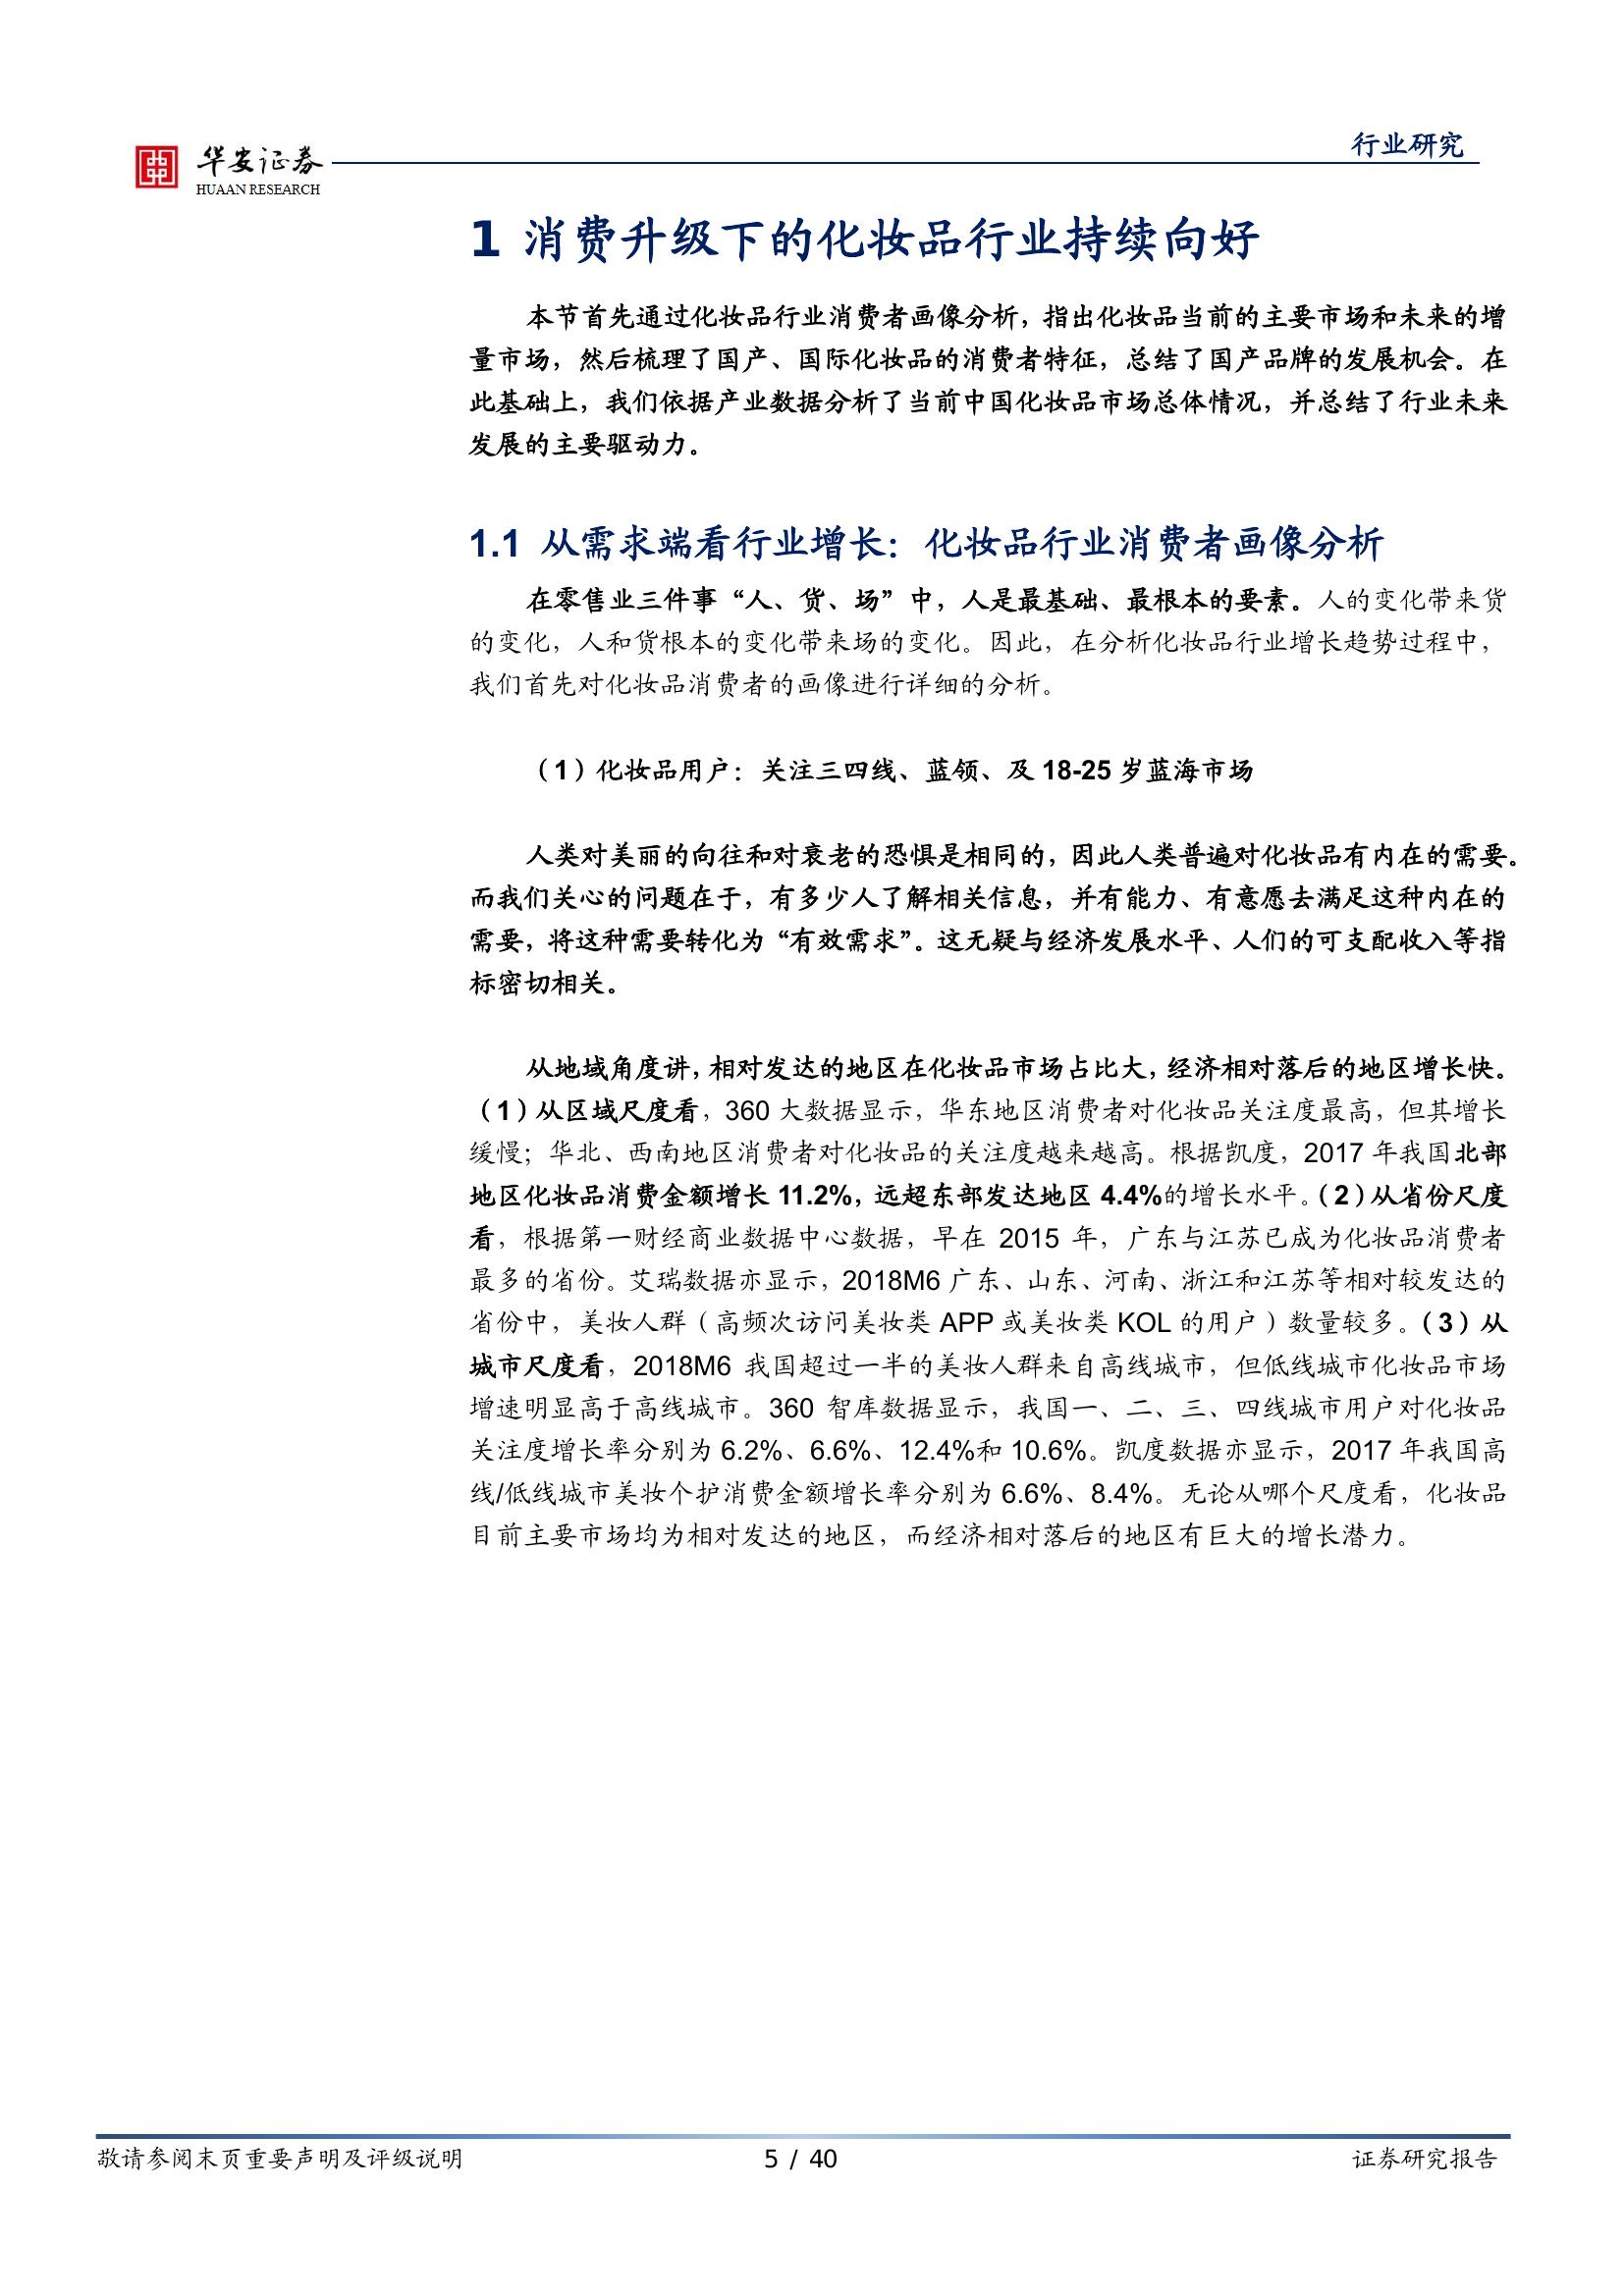 华安证券
HUAAN RESEARCH
行业研究
1 消费升级下的化妆品行业持续向好
本节首先通过化妆品行业消费者画像分析，指出化妆品当前的主要市场和未来的增
量市场，然后梳理了国产、国际化妆品的消费者特征，总结了国产品牌的发展机会。在
此基础上，我们依据产业数据分析了当前中国化妆品市场总体情况，并总结了行业未来
发展的主要驱动力。
1.1 从需求端看行业增长：化妆品行业消费者画像分析
在零售业三件事“人、货、场”中，人是最基础、最根本的要素。人的变化带来货
的变化，人和货根本的变化带来场的变化。因此，在分析化妆品行业增长趋势过程中，
我们首先对化妆品消费者的画像进行详细的分析。
（1）化妆品用户：关注三四线、蓝领、及 18-25 岁蓝海市场
人类对美丽的向往和对衰老的恐惧是相同的，因此人类普遍对化妆品有内在的需要。
而我们关心的问题在于，有多少人了解相关信息，并有能力、有意愿去满足这种内在的
需要，将这种需要转化为“有效需求”。这无疑与经济发展水平、人们的可支配收入等指
标密切相关。
从地域角度讲，相对发达的地区在化妆品市场占比大，经济相对落后的地区增长快。
（1）从区域尺度看，360 大数据显示，华东地区消费者对化妆品关注度最高，但其增长
缓慢；华北、西南地区消费者对化妆品的关注度越来越高。根据凯度，2017 年我国北部
地区化妆品消费金额增长 11.2%，远超东部发达地区 4.4%的增长水平。（2）从省份尺度
看，根据第一财经商业数据中心数据，早在 2015 年，广东与江苏已成为化妆品消费者
最多的省份。艾瑞数据亦显示，2018M6 广东、山东、河南、浙江和江苏等相对较发达的
省份中，美妆人群（高频次访问美妆类 APP 或美妆类 KOL 的用户）数量较多。（3）从
城市尺度看，2018M6 我国超过一半的美妆人群来自高线城市，但低线城市化妆品市场
增速明显高于高线城市。360 智库数据显示，我国一、二、三、四线城市用户对化妆品
关注度增长率分别为 6.2%、6.6%、12.4%和 10.6%。凯度数据亦显示，2017 年我国高
线/低线城市美妆个护消费金额增长率分别为 6.6%、8.4%。无论从哪个尺度看，化妆品
目前主要市场均为相对发达的地区，而经济相对落后的地区有巨大的增长潜力。
敬请参阅末页重要声明及评级说明
5 / 40
证券研究报告